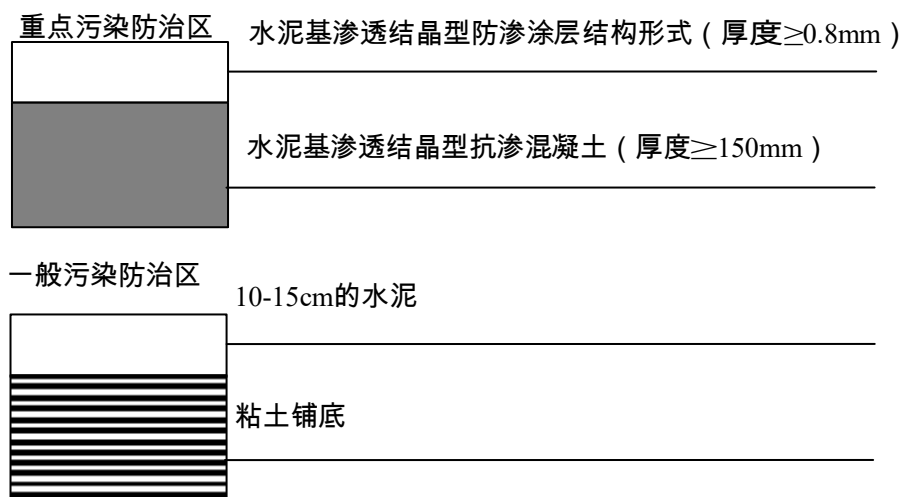 重点污染防治区
水泥基渗透结晶型防渗涂层结构形式（厚度≥0.8mm）
水泥基渗透结晶型抗渗混凝土（厚度≥150mm）
一般污染防治区
10-15cm的水泥
粘土铺底